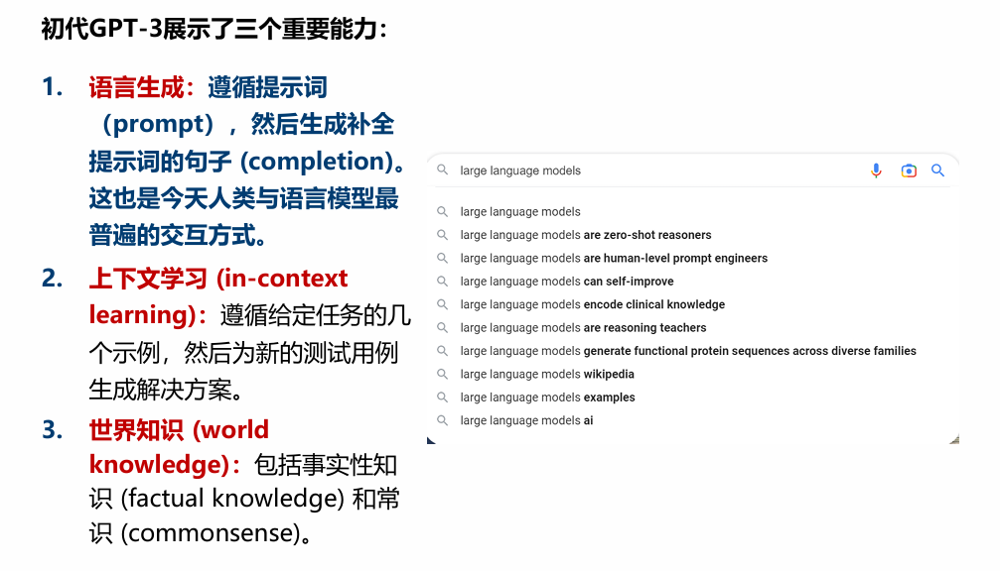 初代GPT-3展示了三个重要能力：
1. 语言生成：遵循提示词
（prompt），然后生成补全
提示词的句子 (completion)。
这也是今天人类与语言模型最
普遍的交互方式。
2. 上下文学习 (in-context
learning)：遵循给定任务的几
个示例，然后为新的测试用例
生成解决方案。
3. 世界知识 (world
knowledge)：包括事实性知
识 (factual knowledge) 和常
识 (commonsense)。
large language models
large language models
large language models are zero-shot reasoners
large language models are human-level prompt engineers
large language models can self-improve
large language models encode clinical knowledge
large language models are reasoning teachers
large language models generate functional protein sequences across diverse families
large language models wikipedia
large language models examples
large language models ai